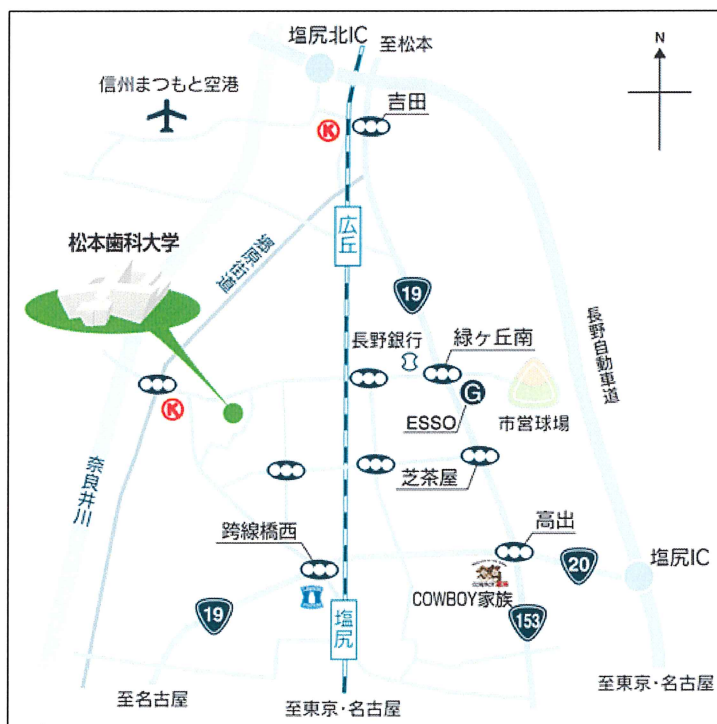 塩尻北IC
至松本
N
信州まつもと空港
吉田
K
広丘
松本歯科大学
郷原街道
19
長野自動車道
長野銀行
緑ヶ丘南
K
G
ESSO
市営球場
芝茶屋
奈良井川
跨線橋西
高出
20
塩尻IC
COWBOY家族
19
塩尻
153
至名古屋
至東京・名古屋
至東京・名古屋